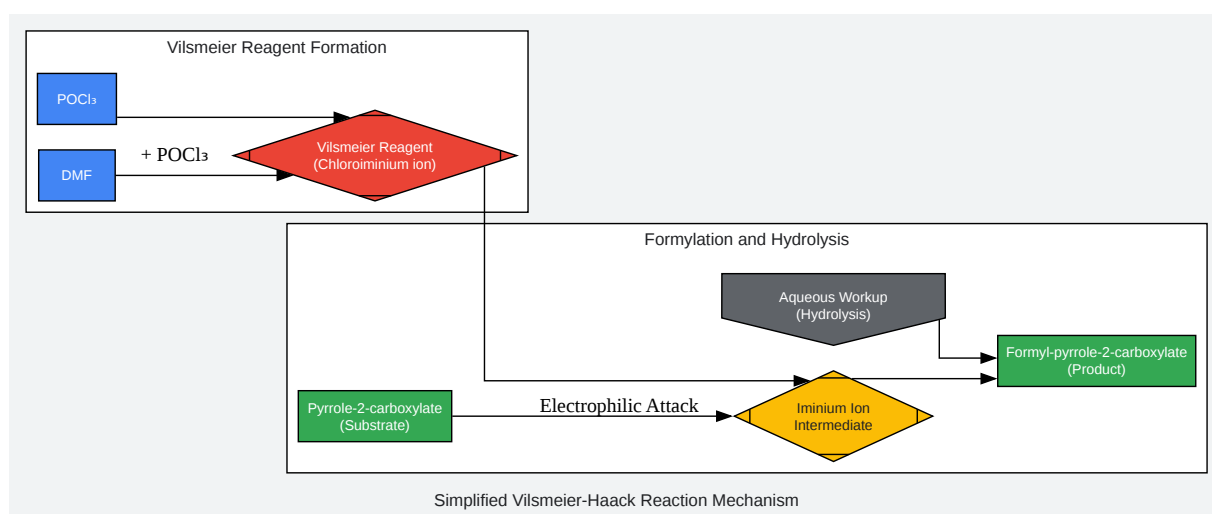 Vilsmeier Reagent Formation
POCl₃
+ POCl₃
DMF
Vilsmeier Reagent
(Chloroiminium ion)
Formylation and Hydrolysis
Aqueous Workup
(Hydrolysis)
Formyl-pyrrole-2-carboxylate
(Product)
Pyrrole-2-carboxylate
(Substrate)
Electrophilic Attack
Iminium Ion
Intermediate
Simplified Vilsmeier-Haack Reaction Mechanism